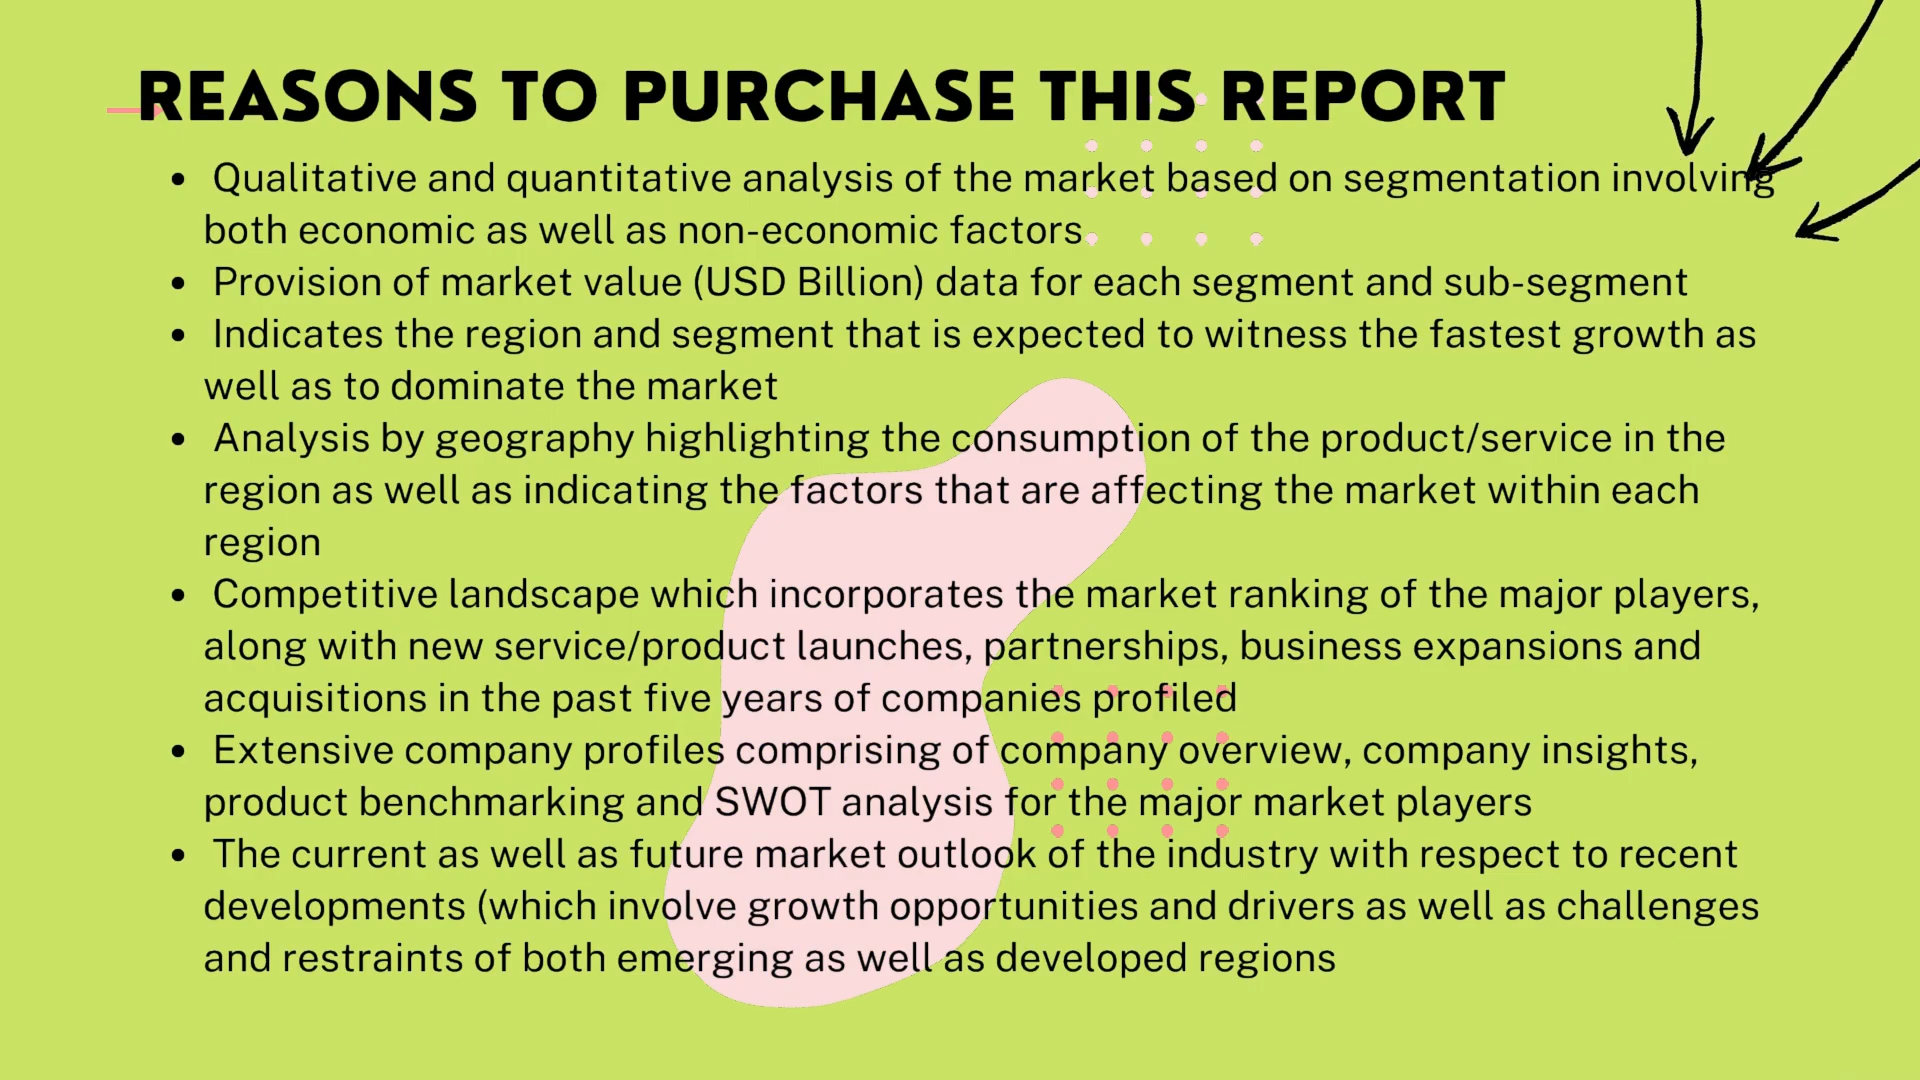 REASONS TO PURCHASE THIS REPORT
• Qualitative and quantitative analysis of the market based on segmentation involving
both economic as well as non-economic factors
• Provision of market value (USD Billion) data for each segment and sub-segment
• Indicates the region and segment that is expected to witness the fastest growth as
well as to dominate the market
• Analysis by geography highlighting the consumption of the product/service in the
region as well as indicating the factors that are affecting the market within each
region
• Competitive landscape which incorporates the market ranking of the major players,
along with new service/product launches, partnerships, business expansions and
acquisitions in the past five years of companies profiled
• Extensive company profiles comprising of company overview, company insights,
product benchmarking and SWOT analysis for the major market players
• The current as well as future market outlook of the industry with respect to recent
developments (which involve growth opportunities and drivers as well as challenges
and restraints of both emerging as well as developed regions